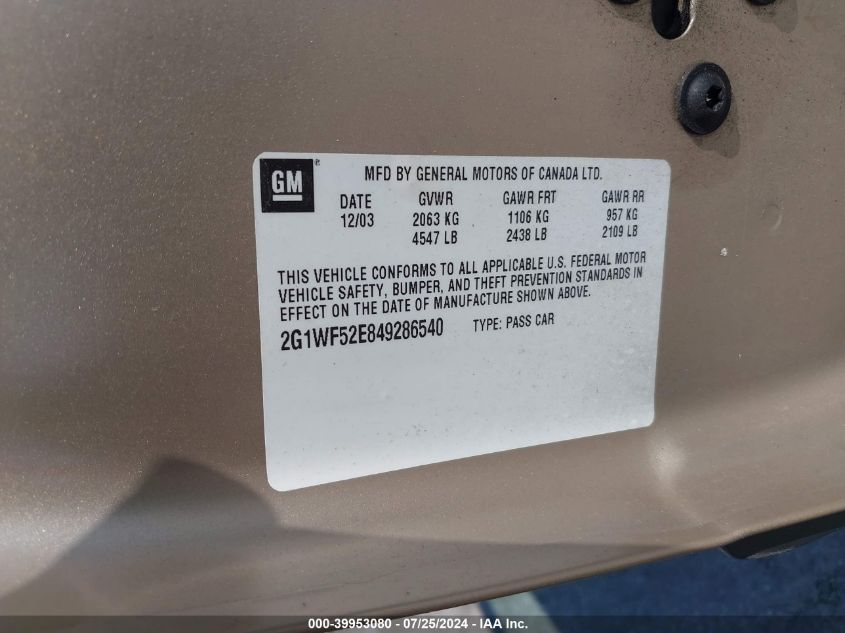 GM ®
MFD BY GENERAL MOTORS OF CANADA LTD.
DATE GVWR GAWR FRT GAWR RR
12/03 2063 KG 1106 KG 957 KG
4547 LB 2438 LB 2109 LB
THIS VEHICLE CONFORMS TO ALL APPLICABLE U.S. FEDERAL MOTOR
VEHICLE SAFETY, BUMPER, AND THEFT PREVENTION STANDARDS IN
EFFECT ON THE DATE OF MANUFACTURE SHOWN ABOVE.
2G1WF52E849286540 TYPE: PASS CAR
000-39953080 - 07/25/2024 - IAA Inc.